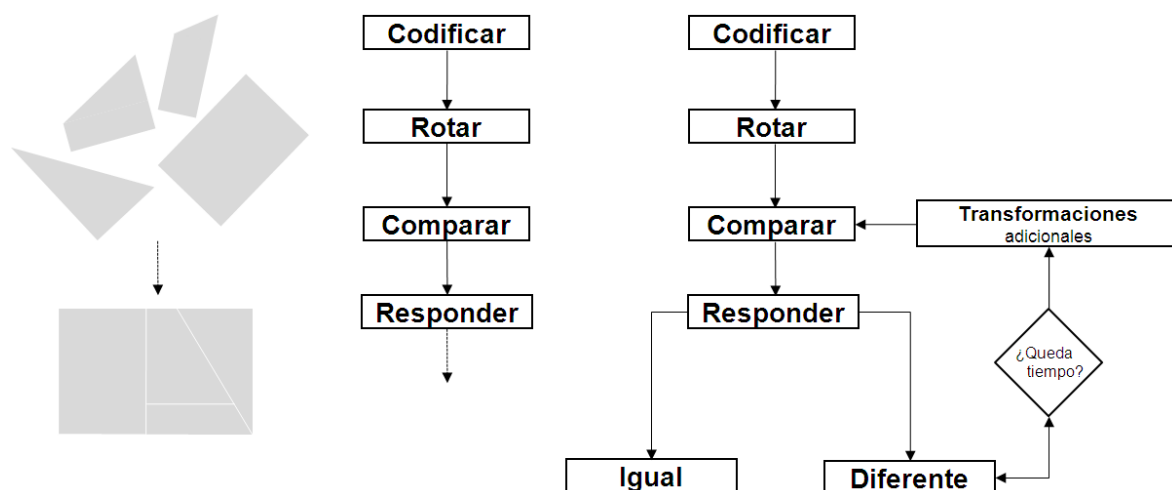 Codificar
Rotar
Comparar
Responder
Codificar
Rotar
Comparar
Transformaciones
adicionales
Responder
¿Queda
tiempo?
Igual
Diferente